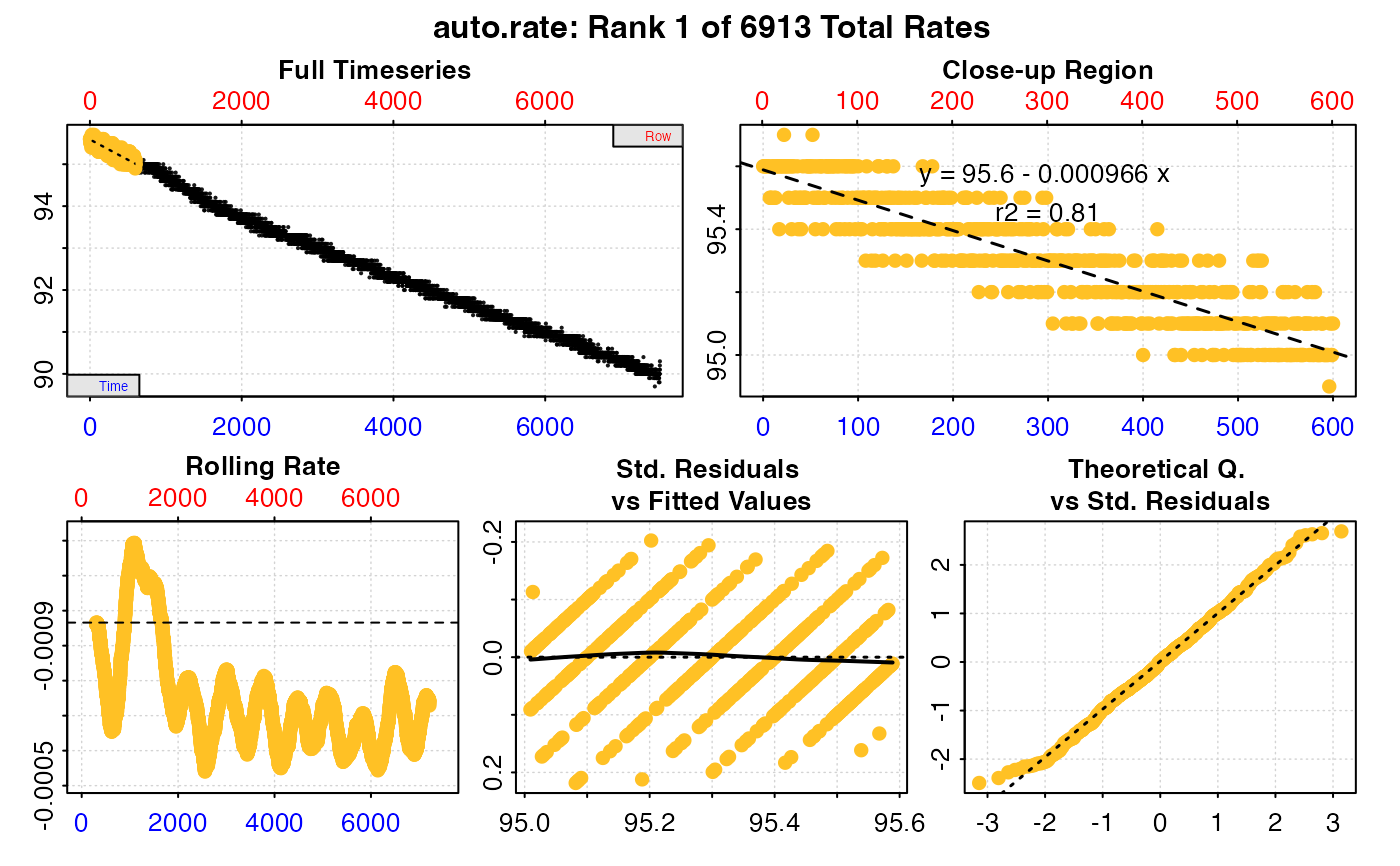 auto.rate: Rank 1 of 6913 Total Rates
Full Timeseries
0 2000 4000 6000
Row
94
92
90
Time
0 2000 4000 6000
Close-up Region
0 100 200 300 400 500 600
y = 95.6 - 0.000966 x
r2 = 0.81
95.4
95.0
0 100 200 300 400 500 600
Rolling Rate
0 2000 4000 6000
-0.0009
-0.0005
0 2000 4000 6000
Std. Residuals
vs Fitted Values
-0.2
0.0
0.2
95.0 95.2 95.4 95.6
Theoretical Q.
vs Std. Residuals
2
1
0
-1
-2
-3 -2 -1 0 1 2 3